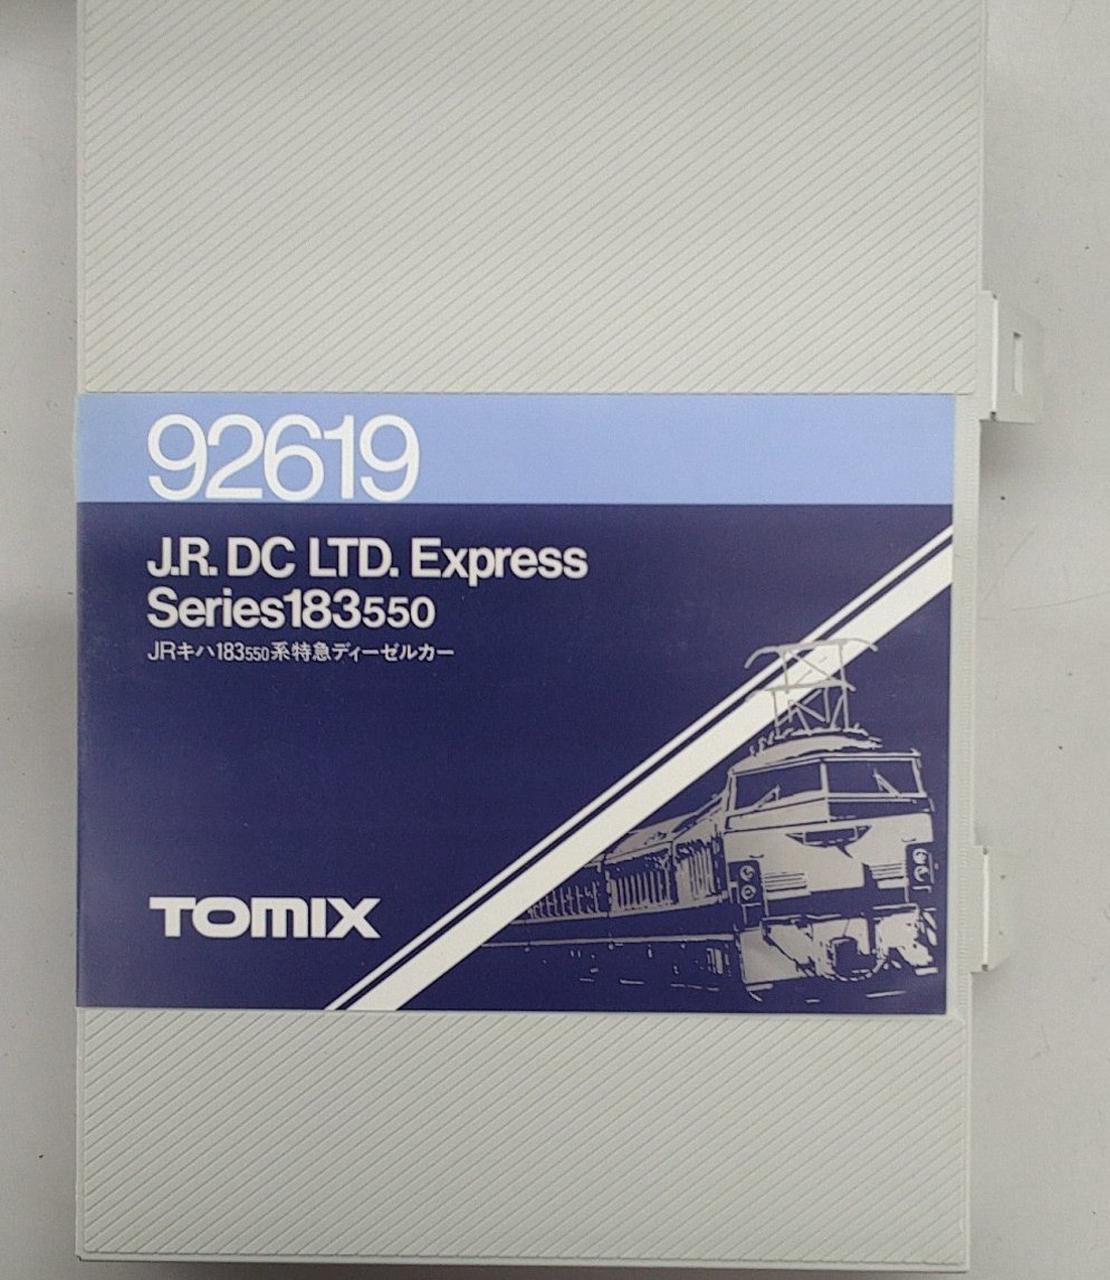 92619
J.R. DC LTD. Express
Series183550
JRキハ183550系特急ディーゼルカー
TOMIX